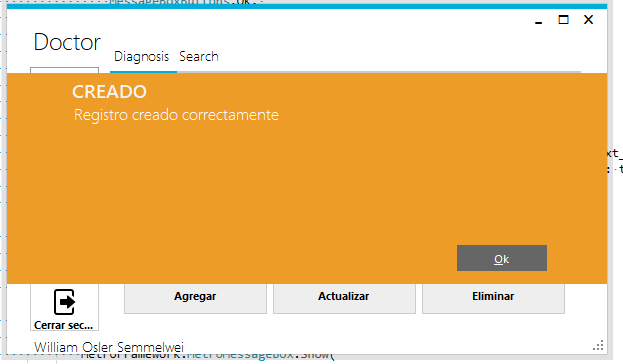 MessageBoxButtons.OK,
Doctor
Diagnosis Search
CREADO
Registro creado correctamente
Ok
Agregar Actualizar Eliminar
Cerrar sec...
William Osler Semmelwei
MetroFramework.MetroMessageBox.Show(